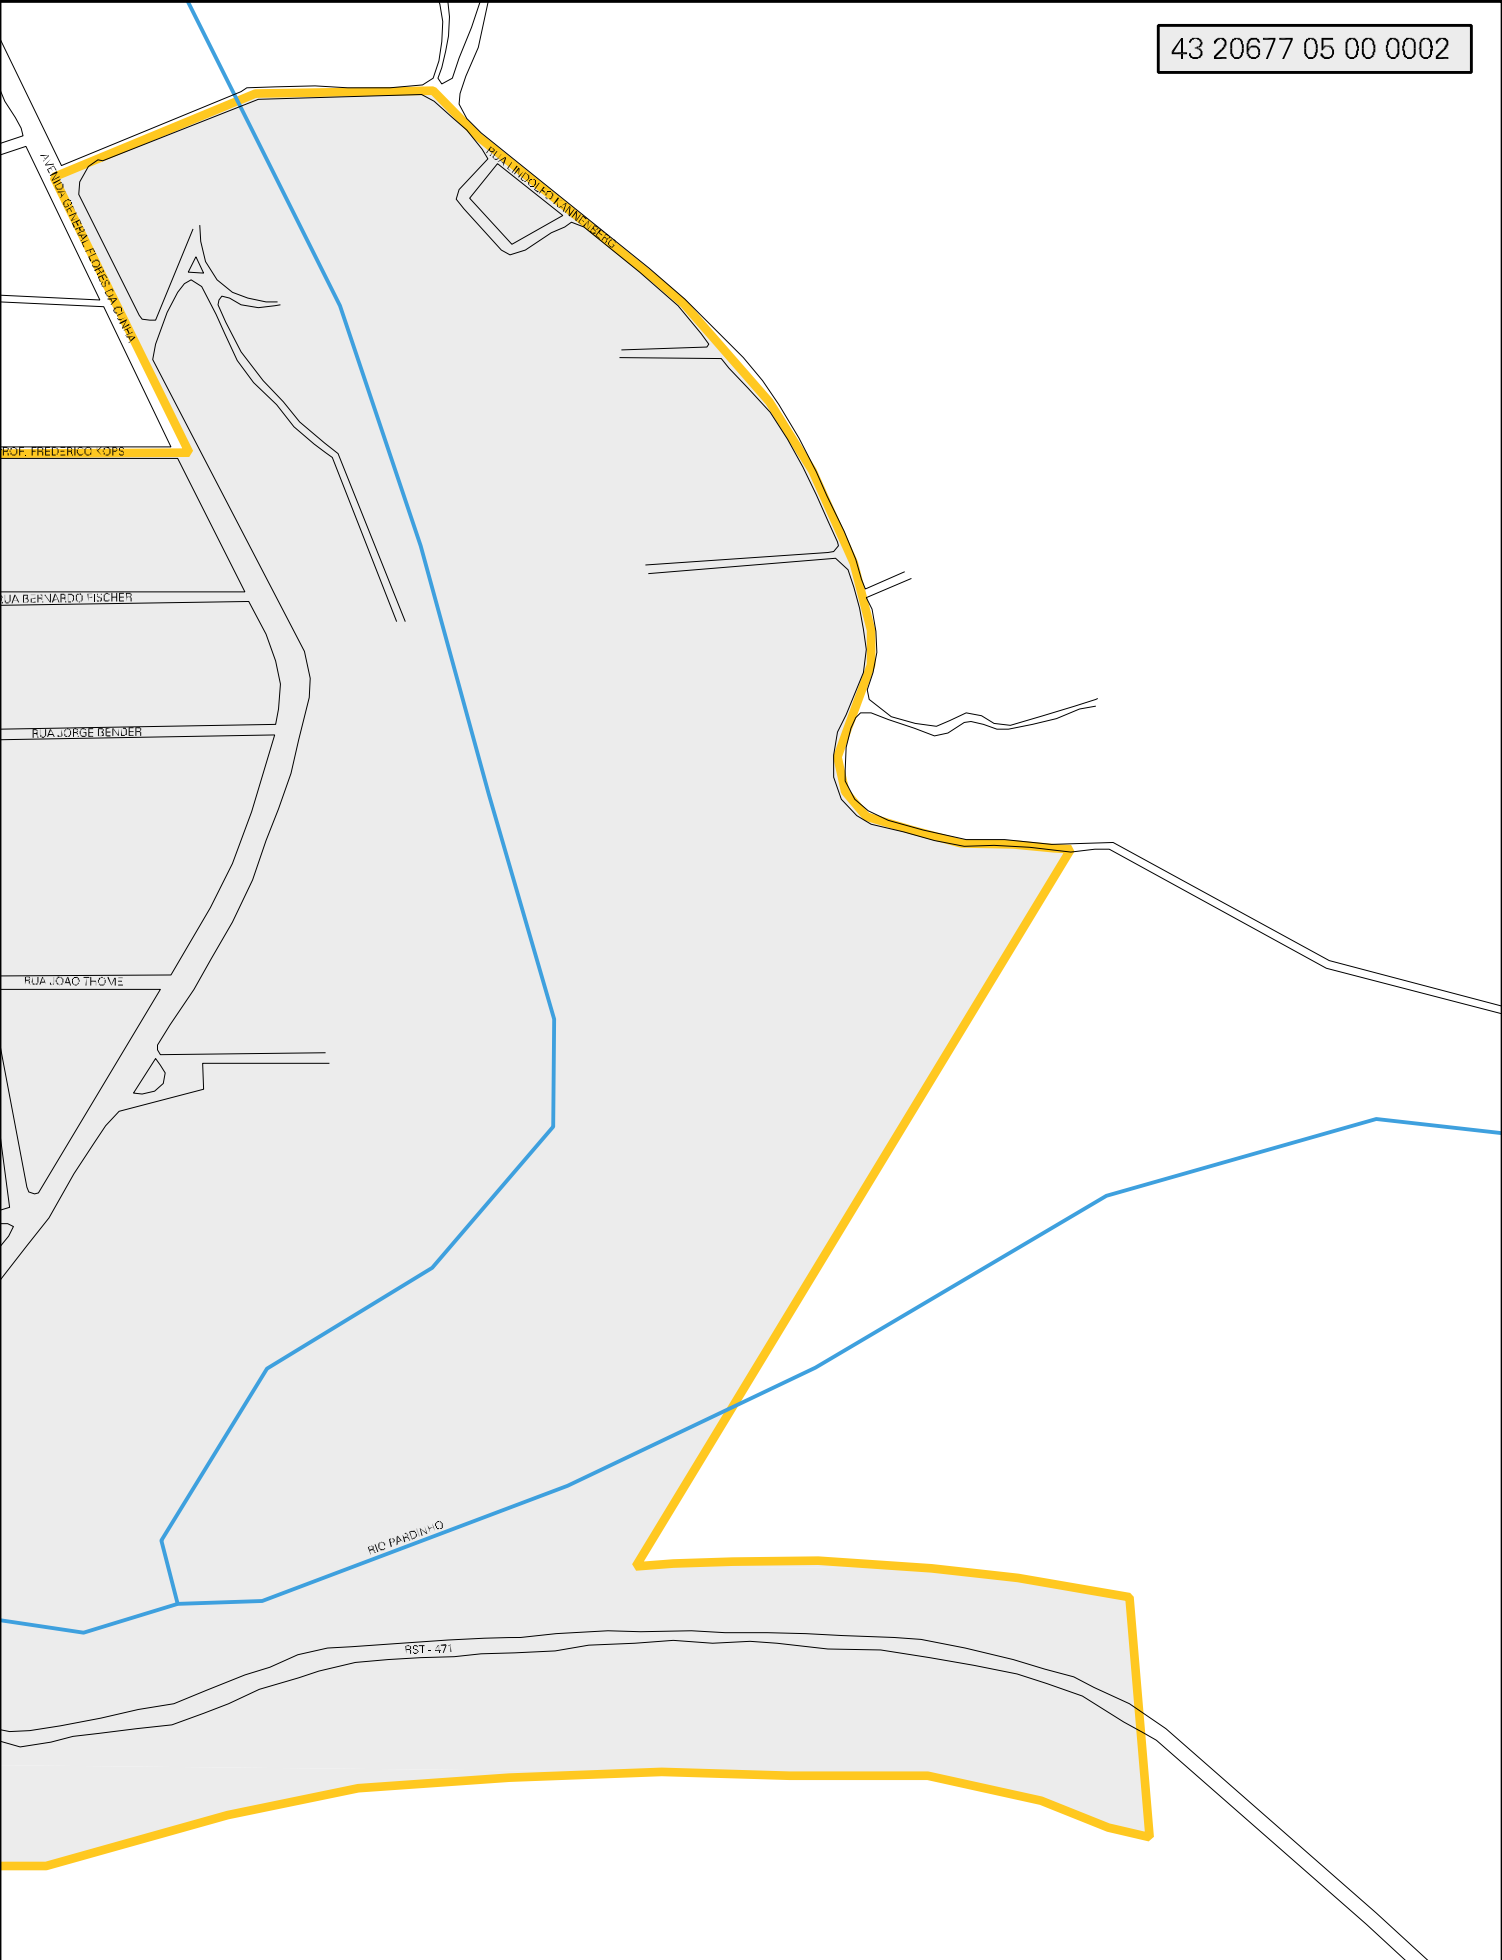 43 20677 05 00 0002
AVENIDA GENERAL FLORES DA CUNHA
RUA LINDOLFO KANNENBERG
ROF. FREDERICO KOPS
UA BERNARDO FISCHER
RUA JORGE BENDER
RUA JOAO THOME
RIO PARDINHO
RST - 471